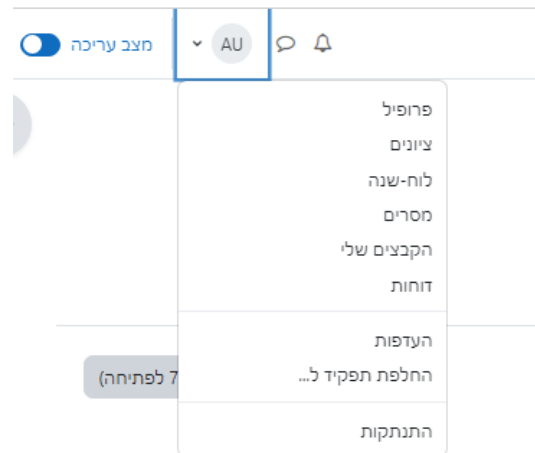 AU מצב עריכה
פרופיל
ציונים
לוח-שנה
מסרים
הקבצים שלי
דוחות
העדפות
החלפת תפקיד ל...
7 לפתיחה)
התנתקות